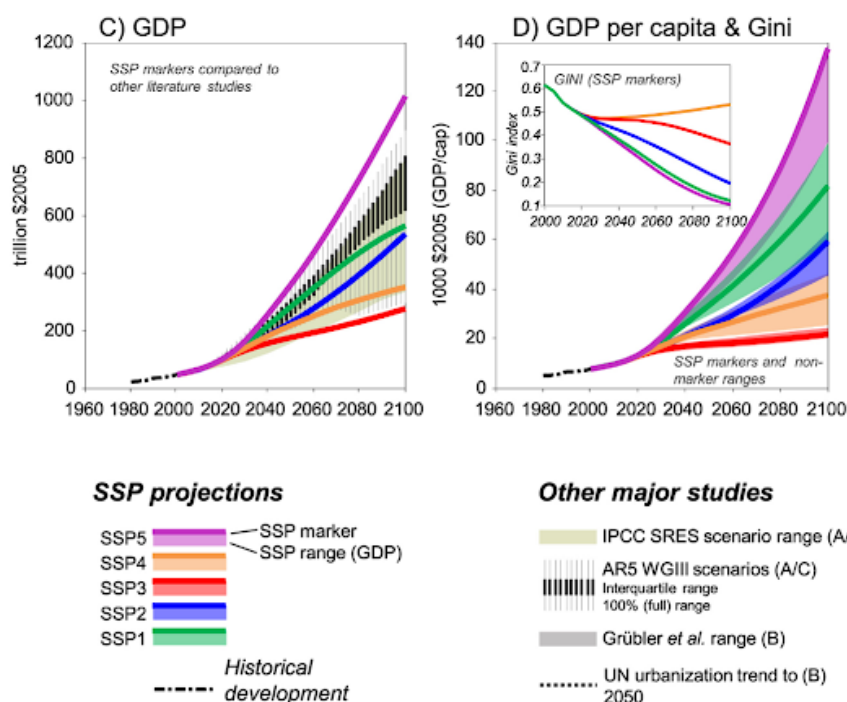 C) GDP
1200
1000
800
600
400
200
0
trillion $2005
SSP markers compared to
other literature studies
1960 1980 2000 2020 2040 2060 2080 2100
D) GDP per capita & Gini
140
120
100
80
60
40
20
0
1000 $2005 (GDP/cap)
GINI (SSP markers)
0.7
0.6
0.5
0.4
0.3
0.2
0.1
Gini index
2000 2020 2040 2060 2080 2100
SSP markers and non-
marker ranges
1960 1980 2000 2020 2040 2060 2080 2100
SSP projections
SSP5
SSP marker
SSP range (GDP)
SSP4
SSP3
SSP2
SSP1
Historical
development
Other major studies
IPCC SRES scenario range (A/
AR5 WGIII scenarios (A/C)
Interquartile range
100% (full) range
Grübler et al. range (B)
UN urbanization trend to (B)
2050